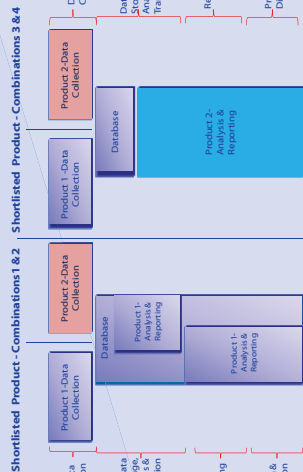 Shortlisted Product - Combinations1 & 2
Product 1-Data
Collection
Product 2-Data
Collection
Database
Product 1-
Analysis &
Reporting
Product 1-
Analysis &
Reporting
Shortlisted Product - Combinations 3 & 4
Product 1 -Data
Collection
Product 2-Data
Collection
Database
Product 2-
Analysis &
Reporting